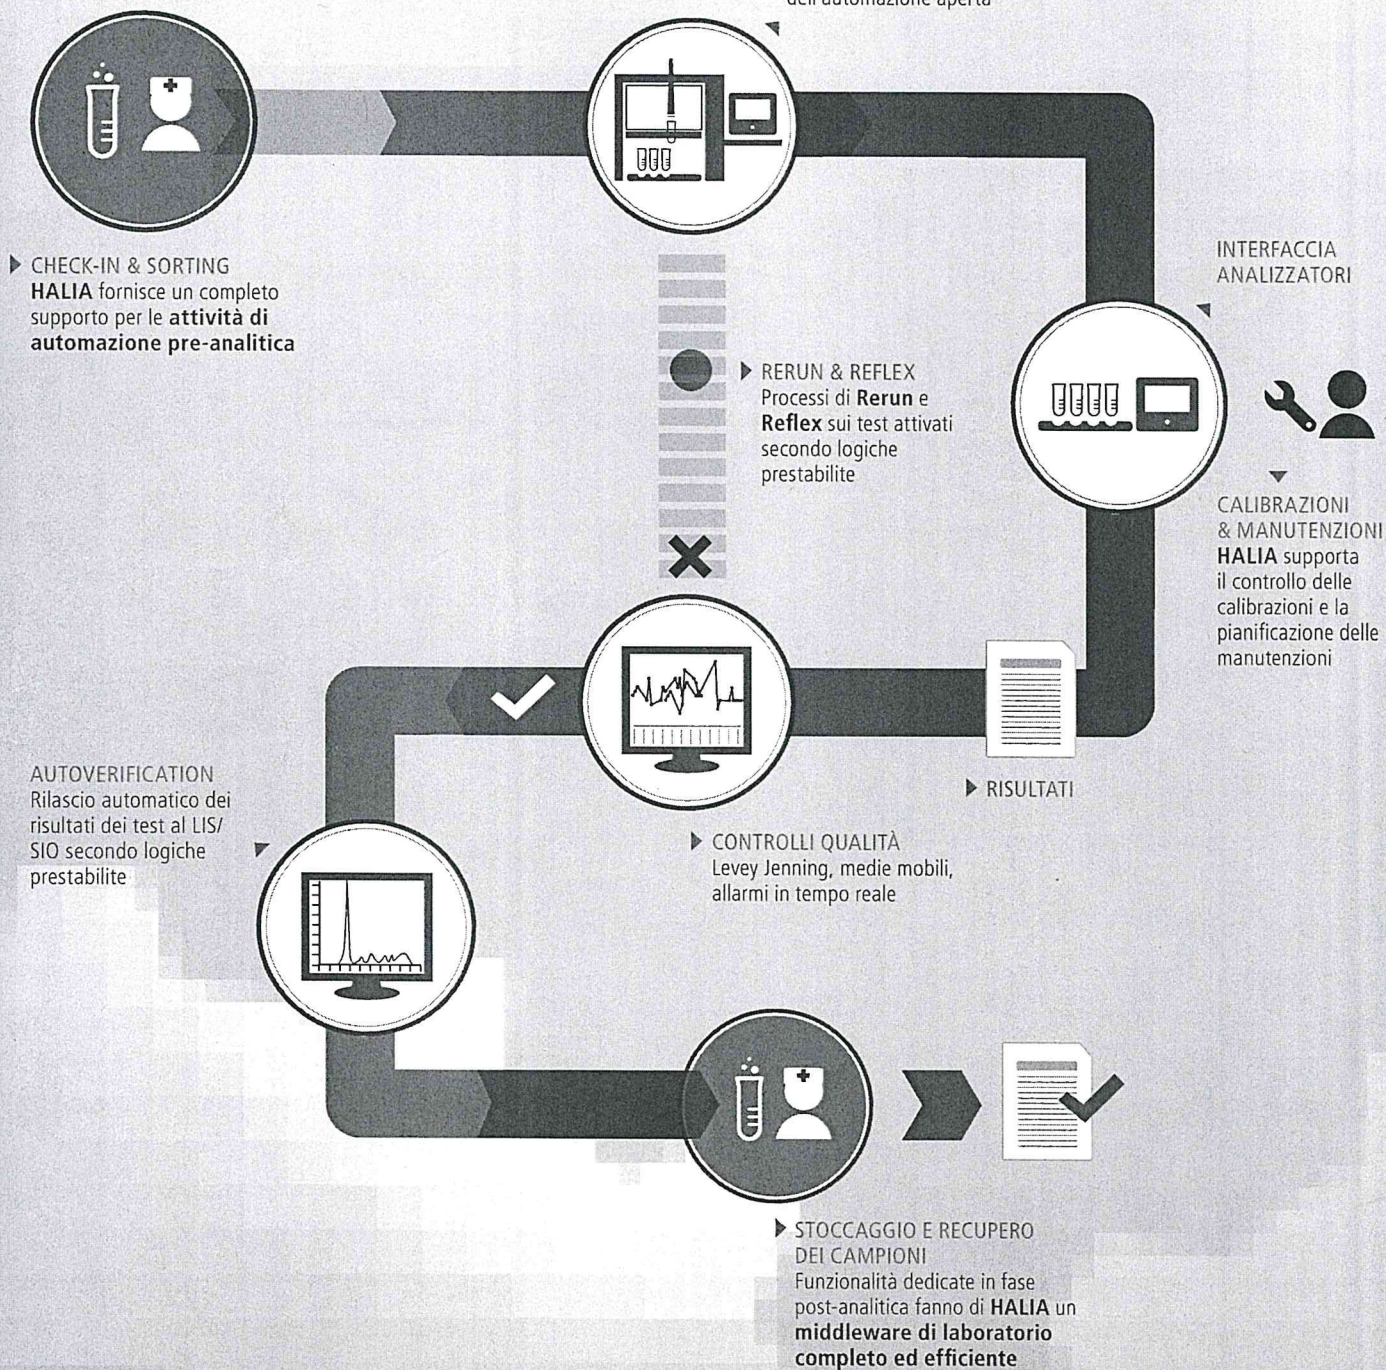 dell'automazione aperta
CHECK-IN & SORTING
HALIA fornisce un completo
supporto per le attività di
automazione pre-analitica
INTERFACCIA
ANALIZZATORI
RERUN & REFLEX
Processi di Rerun e
Reflex sui test attivati
secondo logiche
prestabilite
CALIBRAZIONI
& MANUTENZIONI
HALIA supporta
il controllo delle
calibrazioni e la
pianificazione delle
manutenzioni
RISULTATI
CONTROLLI QUALITÀ
Levey Jenning, medie mobili,
allarmi in tempo reale
AUTOVERIFICATION
Rilascio automatico dei
risultati dei test al LIS/
SIO secondo logiche
prestabilite
STOCCAGGIO E RECUPERO
DEI CAMPIONI
Funzionalità dedicate in fase
post-analitica fanno di HALIA un
middleware di laboratorio
completo ed efficiente